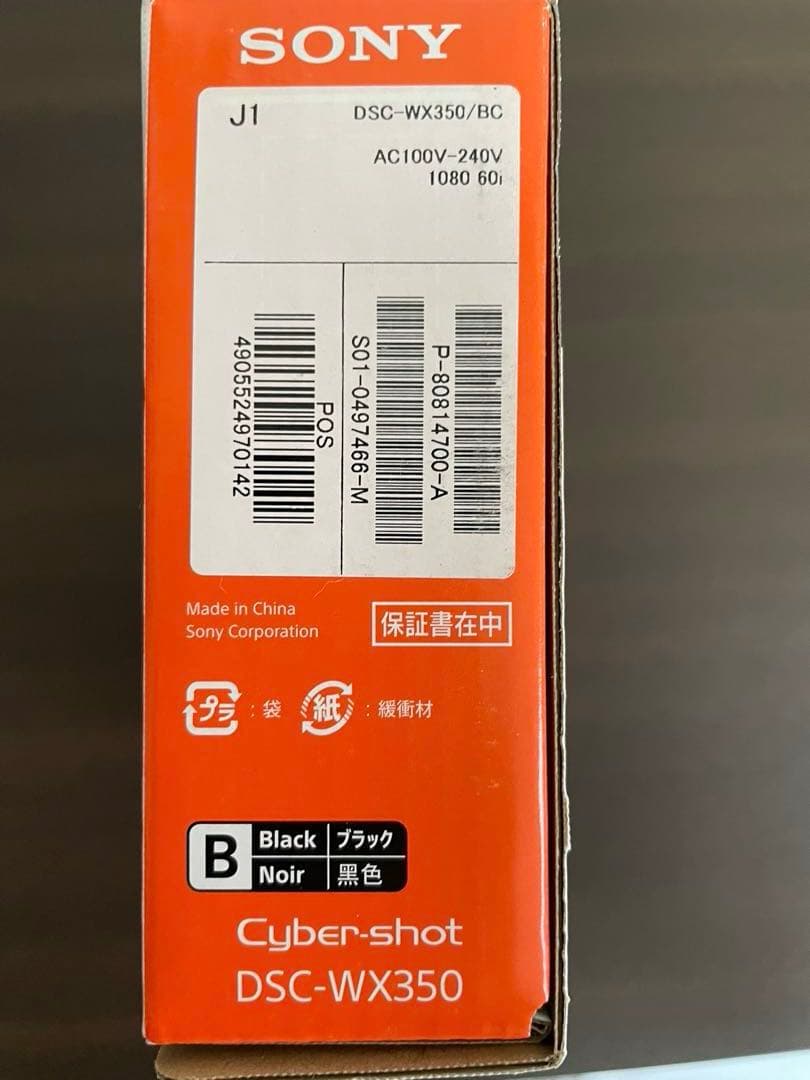 SONY
J1
DSC-WX350/BC
AC100V-240V
1080 60i
POS
4905524970142
P-80814700-A
S01-0497466-M
Made in China
Sony Corporation
保証書在中
プラ : 袋
紙 : 緩衝材
B
Black ブラック
Noir 黑色
Cyber-shot
DSC-WX350